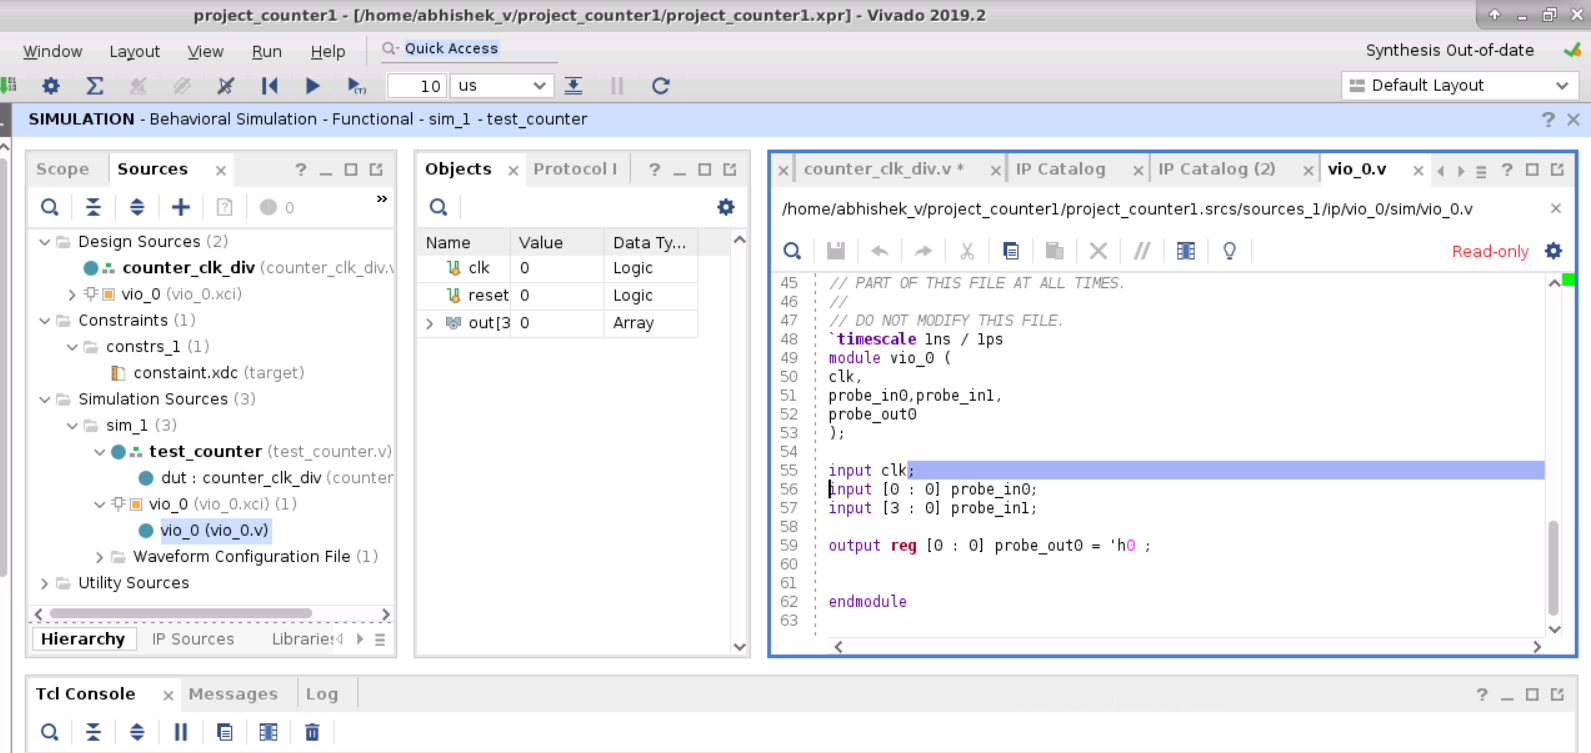 project_counter1 - [/home/abhishek_v/project_counter1/project_counter1.xpr] - Vivado 2019.2
Window Layout View Run Help Quick Access Synthesis Out-of-date
10 us Default Layout
SIMULATION - Behavioral Simulation - Functional - sim_1 - test_counter
Scope Sources
0
Design Sources (2)
counter_clk_div (counter_clk_div.v
vio_0 (vio_0.xci)
Constraints (1)
constrs_1 (1)
constaint.xdc (target)
Simulation Sources (3)
sim_1 (3)
test_counter (test_counter.v)
dut : counter_clk_div (counter
vio_0 (vio_0.xci) (1)
vio_0 (vio_0.v)
Waveform Configuration File (1)
Utility Sources
Hierarchy IP Sources Libraries
Objects Protocol I
Name Value Data Ty...
clk 0 Logic
reset 0 Logic
out[3 0 Array
counter_clk_div.v * IP Catalog IP Catalog (2) vio_0.v
/home/abhishek_v/project_counter1/project_counter1.srcs/sources_1/ip/vio_0/sim/vio_0.v
Read-only
45 // PART OF THIS FILE AT ALL TIMES.
46 //
47 // DO NOT MODIFY THIS FILE.
48 `timescale 1ns / 1ps
49 module vio_0 (
50 clk,
51 probe_in0,probe_in1,
52 probe_out0
53 );
54
55 input clk;
56 input [0 : 0] probe_in0;
57 input [3 : 0] probe_in1;
58
59 output reg [0 : 0] probe_out0 = 'h0 ;
60
61
62 endmodule
63
Tcl Console Messages Log